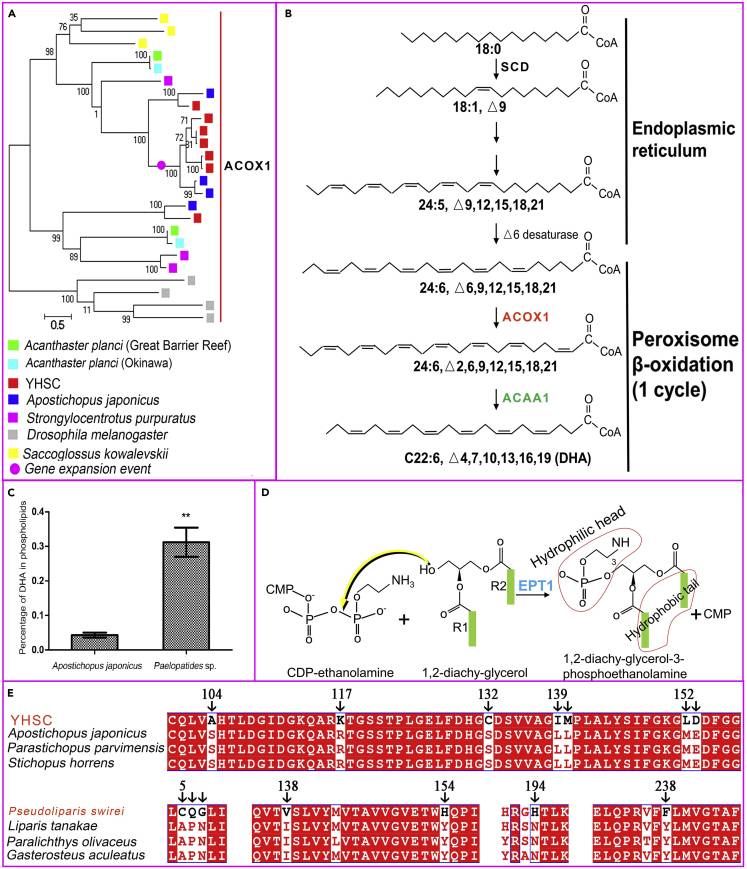 A
35
76
98
100
100
1
100
100
71
72
81
100
100
99
100
99
100
89
100
11
99
0.5
ACOX1
Acanthaster planci (Great Barrier Reef)
Acanthaster planci (Okinawa)
YHSC
Apostichopus japonicus
Strongylocentrotus purpuratus
Drosophila melanogaster
Saccoglossus kowalevskii
Gene expansion event
B
O
C
CoA
18:0
SCD
O
C
CoA
18:1, △9
O
C
CoA
24:5, △9,12,15,18,21
△6 desaturase
O
C
CoA
24:6, △6,9,12,15,18,21
ACOX1
O
C
CoA
24:6, △2,6,9,12,15,18,21
ACAA1
O
C
CoA
C22:6, △4,7,10,13,16,19 (DHA)
Endoplasmic
reticulum
Peroxisome
β-oxidation
(1 cycle)
C
Percentage of DHA in phospholipids
0.4
0.3
0.2
0.1
0.0
**
Apostichopus japonicus
Paelopatides sp.
D
CMP
CDP-ethanolamine
+
HO
R1
R2
1,2-diachy-glycerol
EPT1
Hydrophilic head
Hydrophobic tail
+CMP
1,2-diachy-glycerol-3-
phosphoethanolamine
E
104 117 132 139 152
YHSC CQLVAHTLDGIDGKQARKTGSSTPLGELFDHGCDSVVAGIMPLALYSIFGKGLDDFGG
Apostichopus japonicus CQLVSHTLDGIDGKQARRTGSSTPLGELFDHGSDSVVAGLLPLALYSIFGKGMEDFGG
Parastichopus parvimensis CQLVSHTLDGIDGKQARRTGSSTPLGELFDHGSDSVVAGLLPLALYSIFGKGMEDFGG
Stichopus horrens CQLVSHTLDGIDGKQARRTGSSTPLGELFDHGSDSVVAGLLPLALYSIFGKGMEDFGG
5 138 154 194 238
Pseudoliparis swirei LCQGLI QVTVSLVYMVTAVVGVETWHQPI HRGHTLK ELQPRVFFLMVGTAF
Liparis tanakae LAPNLI QVTISLVYMVTAVVGVETWYQPI YRSNTLK ELQPRVFYLMVGTAF
Paralichthys olivaceus LAPNLI QVTISLVYLVTAVVGVETWYQPI YRSNTLK ELQPRVFYLMVGTAF
Gasterosteus aculeatus LAPNLI QVTISLVYMVTAVVGVETWYQPI YRANTLK ELQPRVFYLMVGTAF